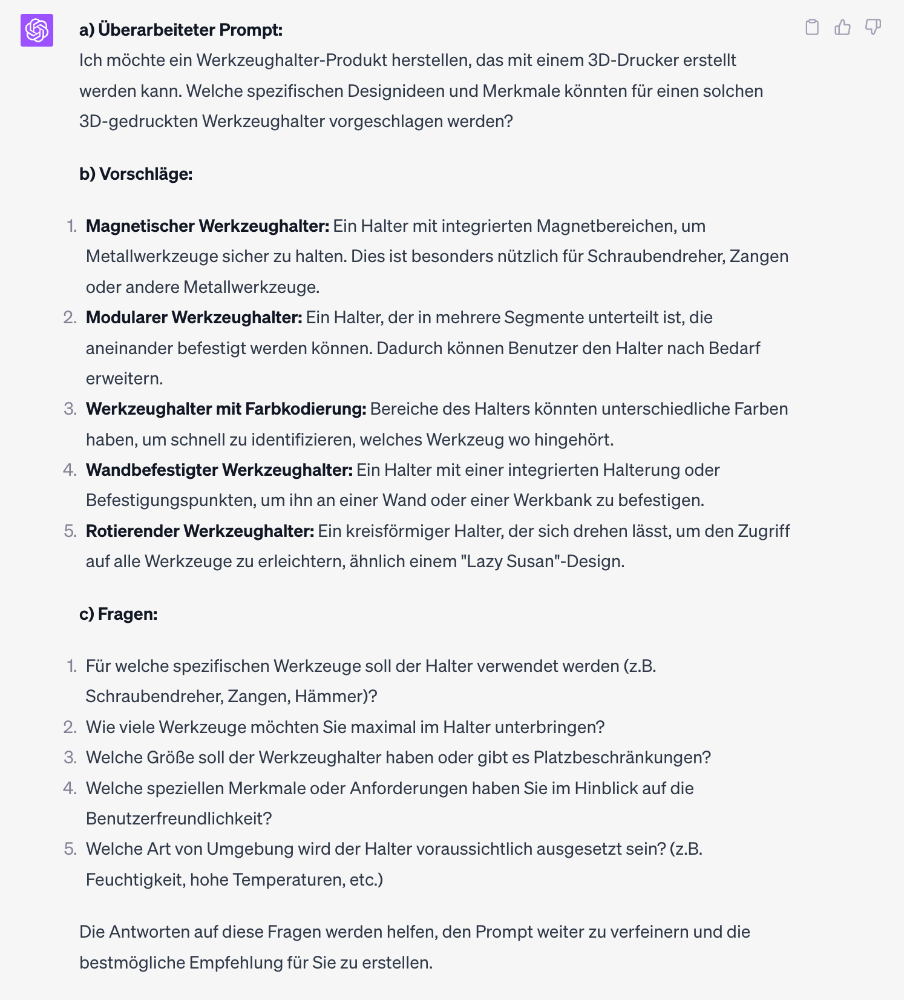 a) Überarbeiteter Prompt:
Ich möchte ein Werkzeughalter-Produkt herstellen, das mit einem 3D-Drucker erstellt
werden kann. Welche spezifischen Designideen und Merkmale könnten für einen solchen
3D-gedruckten Werkzeughalter vorgeschlagen werden?
b) Vorschläge:
1. Magnetischer Werkzeughalter: Ein Halter mit integrierten Magnetbereichen, um
Metallwerkzeuge sicher zu halten. Dies ist besonders nützlich für Schraubendreher, Zangen
oder andere Metallwerkzeuge.
2. Modularer Werkzeughalter: Ein Halter, der in mehrere Segmente unterteilt ist, die
aneinander befestigt werden können. Dadurch können Benutzer den Halter nach Bedarf
erweitern.
3. Werkzeughalter mit Farbkodierung: Bereiche des Halters könnten unterschiedliche Farben
haben, um schnell zu identifizieren, welches Werkzeug wo hingehört.
4. Wandbefestigter Werkzeughalter: Ein Halter mit einer integrierten Halterung oder
Befestigungspunkten, um ihn an einer Wand oder einer Werkbank zu befestigen.
5. Rotierender Werkzeughalter: Ein kreisförmiger Halter, der sich drehen lässt, um den Zugriff
auf alle Werkzeuge zu erleichtern, ähnlich einem "Lazy Susan"-Design.
c) Fragen:
1. Für welche spezifischen Werkzeuge soll der Halter verwendet werden (z.B.
Schraubendreher, Zangen, Hämmer)?
2. Wie viele Werkzeuge möchten Sie maximal im Halter unterbringen?
3. Welche Größe soll der Werkzeughalter haben oder gibt es Platzbeschränkungen?
4. Welche speziellen Merkmale oder Anforderungen haben Sie im Hinblick auf die
Benutzerfreundlichkeit?
5. Welche Art von Umgebung wird der Halter voraussichtlich ausgesetzt sein? (z.B.
Feuchtigkeit, hohe Temperaturen, etc.)
Die Antworten auf diese Fragen werden helfen, den Prompt weiter zu verfeinern und die
bestmögliche Empfehlung für Sie zu erstellen.